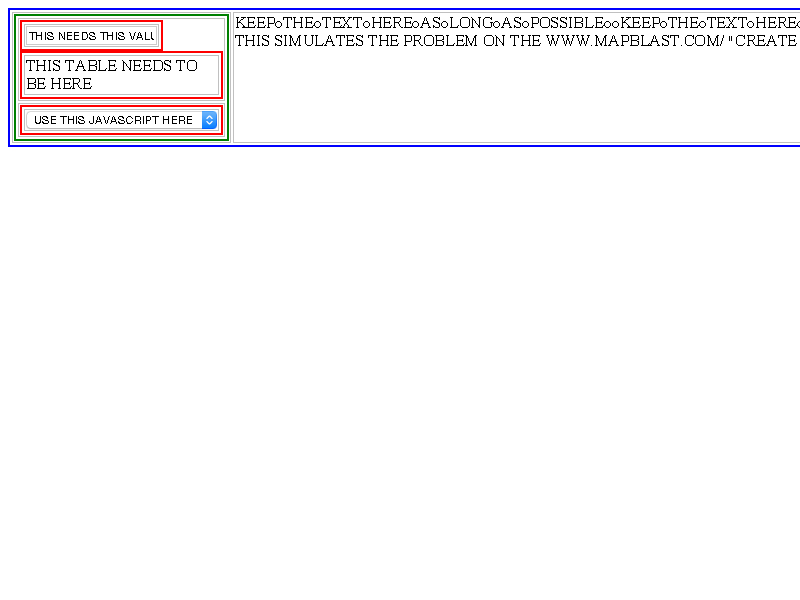 THIS NEEDS THIS VALU
THIS TABLE NEEDS TO
BE HERE
USE THIS JAVASCRIPT HERE
KEEPoTHEoTEXToHEREoASoLONGoASoPOSSIBLEooKEEPoTHEoTEXToHEREo
THIS SIMULATES THE PROBLEM ON THE WWW.MAPBLAST.COM/ "CREATE